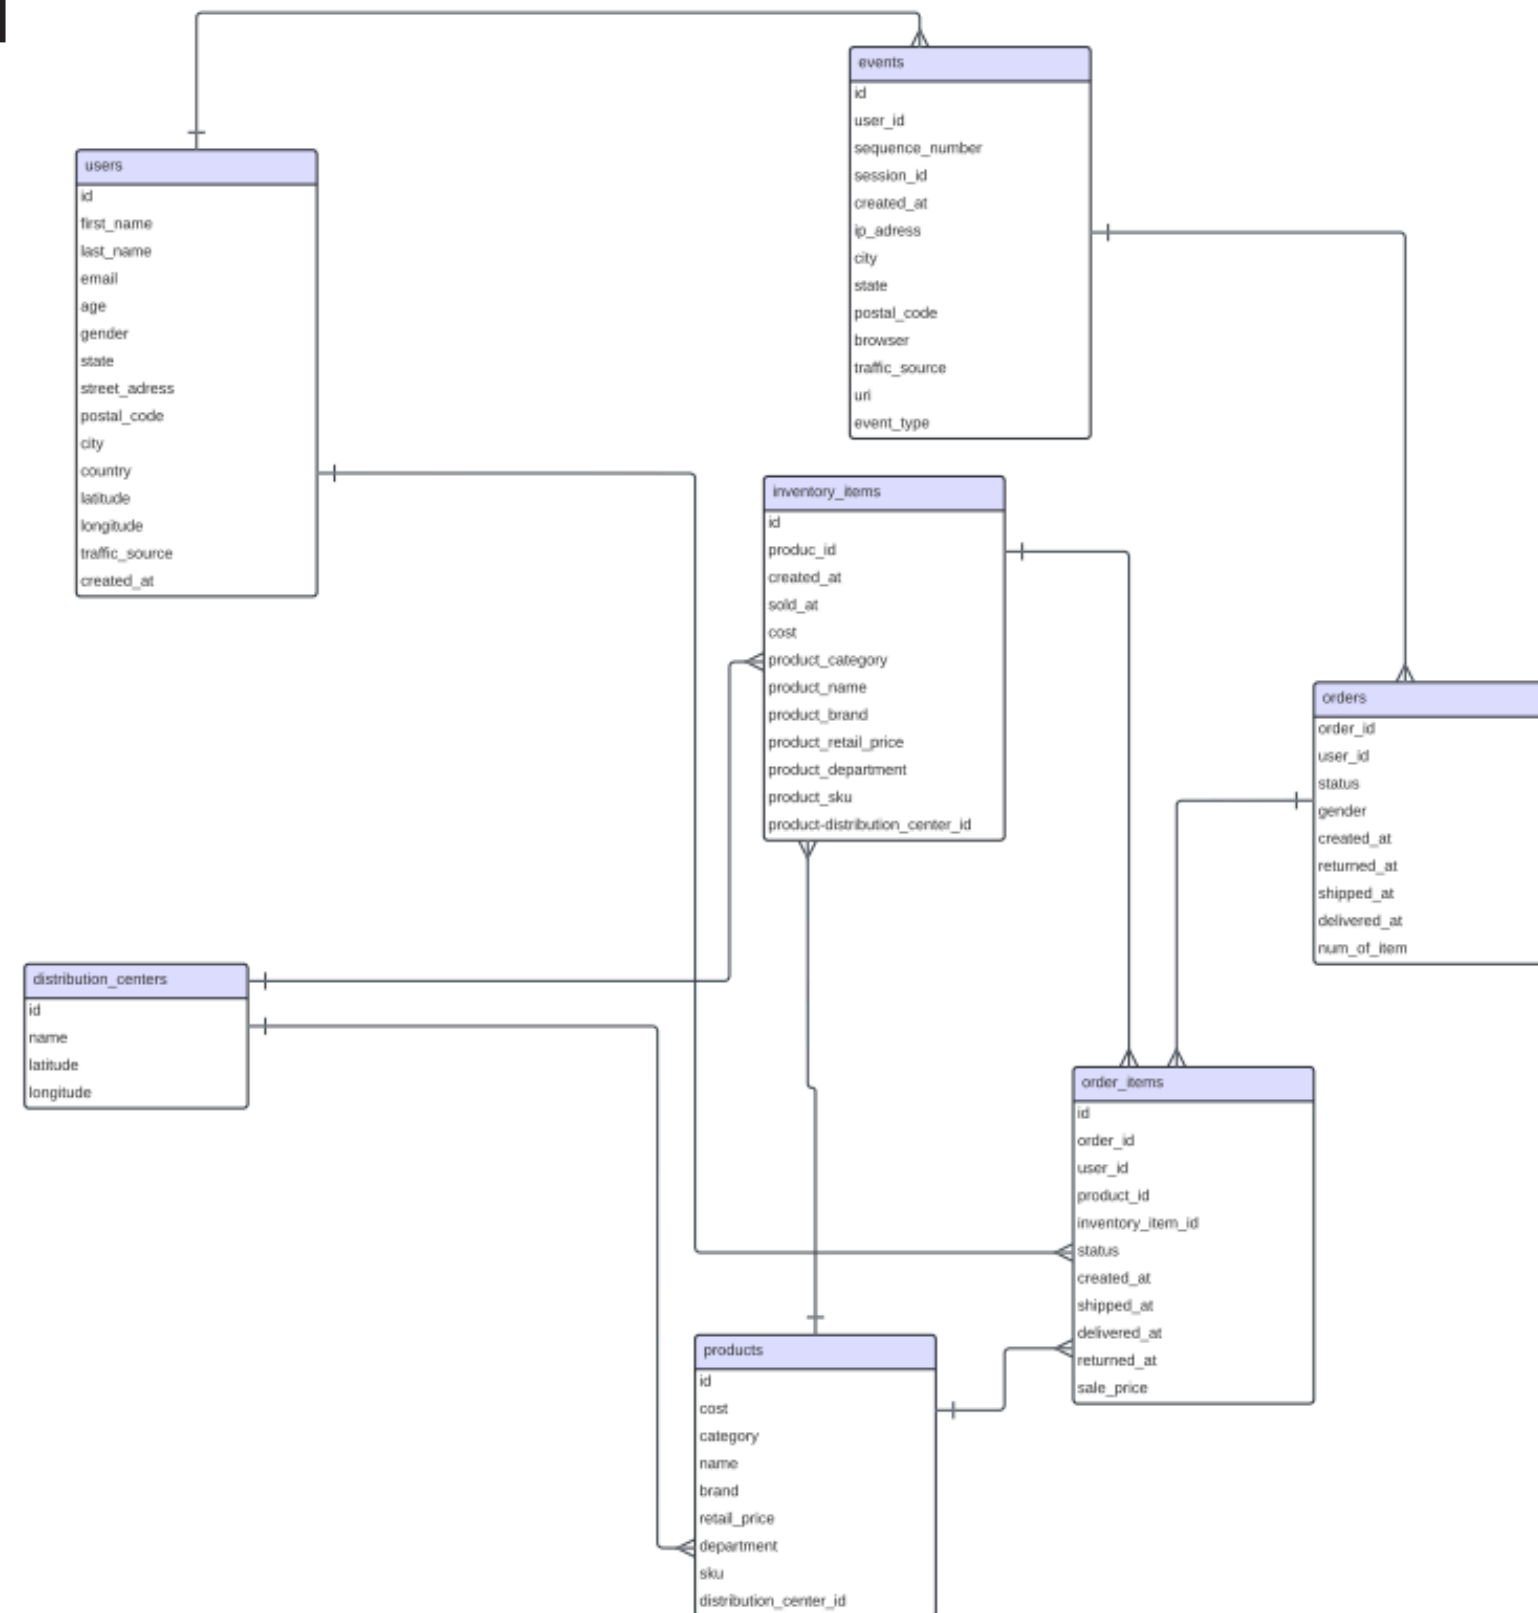 events
id
user_id
sequence_number
session_id
created_at
ip_adress
city
state
postal_code
browser
traffic_source
uri
event_type
users
id
first_name
last_name
email
age
gender
state
street_adress
postal_code
city
country
latitude
longitude
traffic_source
created_at
inventory_items
id
produc_id
created_at
sold_at
cost
product_category
product_name
product_brand
product_retail_price
product_department
product_sku
product-distribution_center_id
orders
order_id
user_id
status
gender
created_at
returned_at
shipped_at
delivered_at
num_of_item
distribution_centers
id
name
latitude
longitude
order_items
id
order_id
user_id
product_id
inventory_item_id
status
created_at
shipped_at
delivered_at
returned_at
sale_price
products
id
cost
category
name
brand
retail_price
department
sku
distribution_center_id